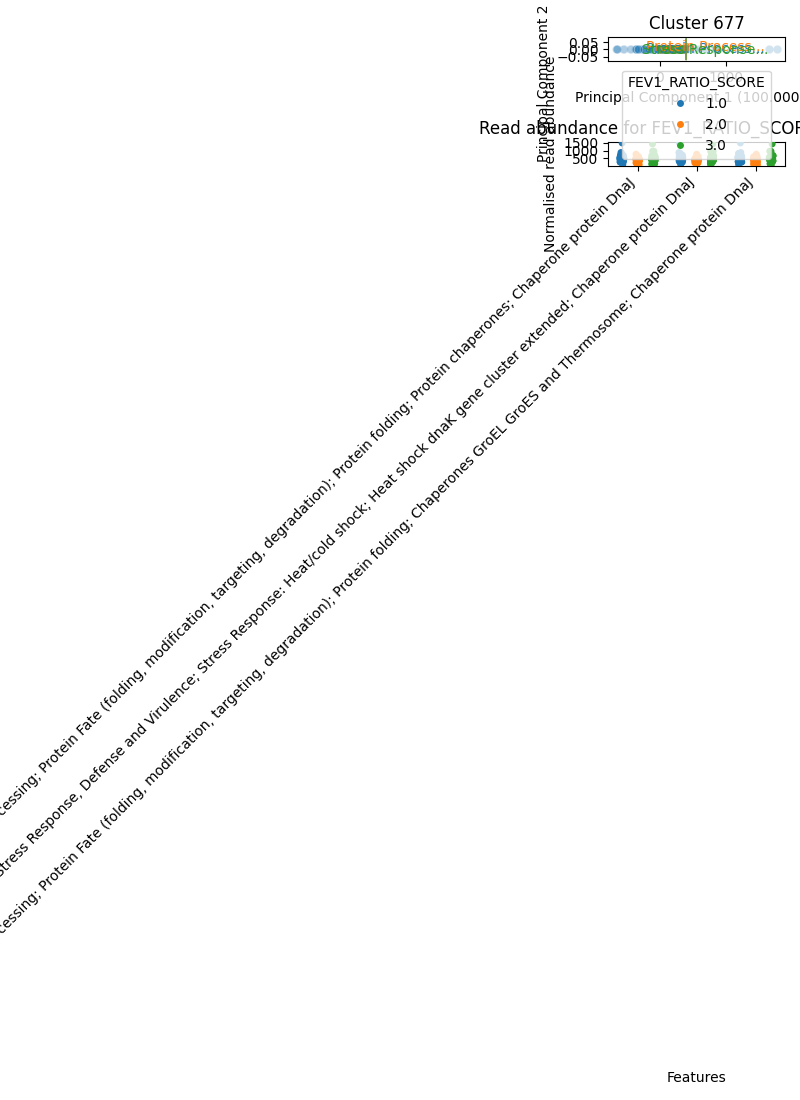 Cluster 677
Principal Component 2
0.05
0.00
−0.05
Protein Process...
Stress Response...
0
1000
Principal Component 1 (100.000
FEV1_RATIO_SCORE
1.0
2.0
3.0
Read abundance for FEV1_RATIO_SCOR
Normalised read abundance
1500
1000
500
cessing; Protein Fate (folding, modification, targeting, degradation); Protein folding; Protein chaperones; Chaperone protein DnaJ
Stress Response, Defense and Virulence; Stress Response: Heat/cold shock; Heat shock dnaK gene cluster extended; Chaperone protein DnaJ
cessing; Protein Fate (folding, modification, targeting, degradation); Protein folding; Chaperones GroEL GroES and Thermosome; Chaperone protein DnaJ
Features